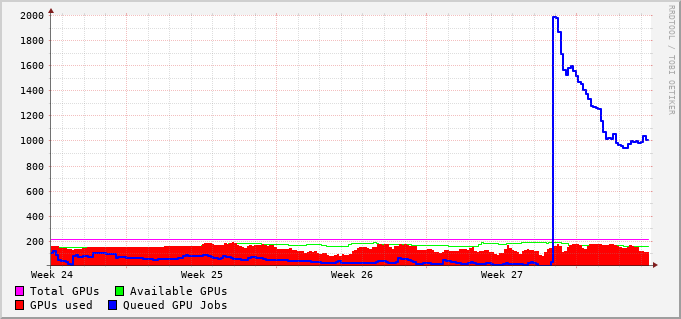 2000
1800
1600
1400
1200
1000
800
600
400
200
Week 24 Week 25 Week 26 Week 27
Total GPUs Available GPUs
GPUs used Queued GPU Jobs
RRDTOOL / TOBI OETIKER